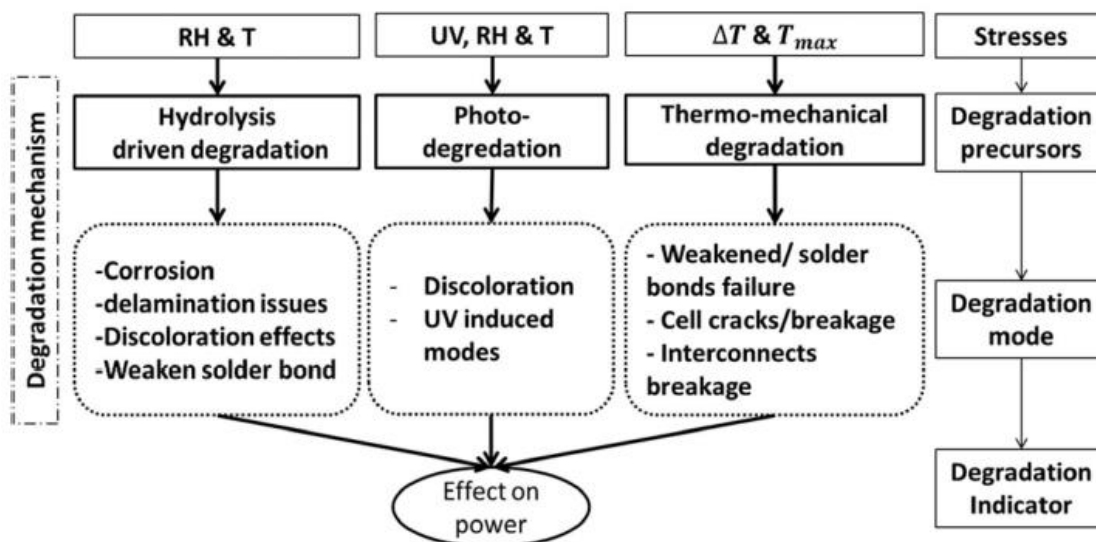 RH & T
UV, RH & T
ΔT & T_max
Stresses
Degradation mechanism
Hydrolysis
driven degradation
Photo-
degredation
Thermo-mechanical
degradation
Degradation
precursors
-Corrosion
-delamination issues
-Discoloration effects
-Weaken solder bond
- Discoloration
- UV induced
modes
- Weakened/ solder
bonds failure
- Cell cracks/breakage
- Interconnects
breakage
Degradation
mode
Effect on
power
Degradation
Indicator